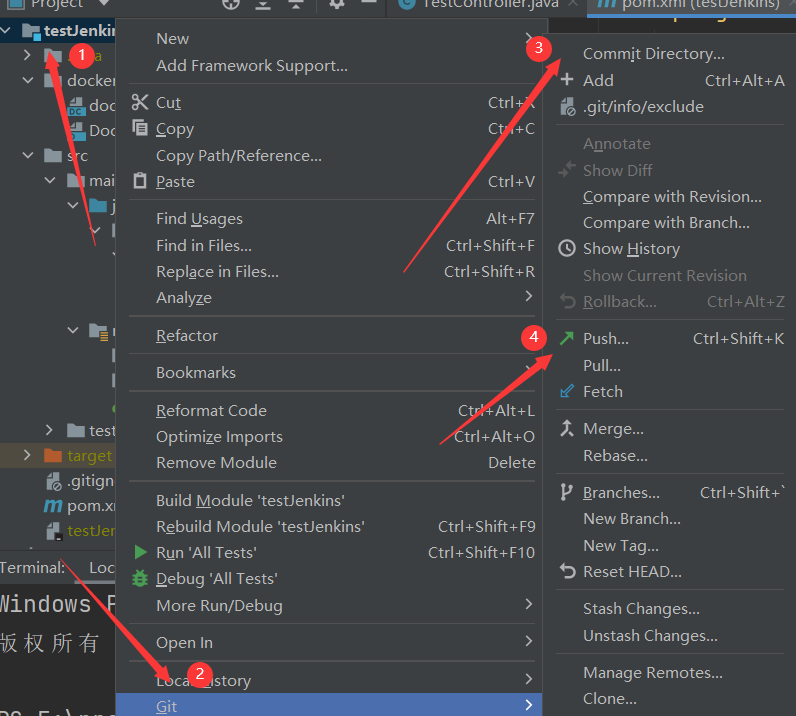 Project
TestController.java
pom.xml (testJenkins)
testJenkin
1
docker
doc
Doc
src
mai
test
target
.gitign
pom.x
testJer
Terminal:
Loc
Windows
版权所有
New
Add Framework Support...
Cut
Copy Ctrl+C
Copy Path/Reference...
Paste Ctrl+V
Find Usages Alt+F7
Find in Files... Ctrl+Shift+F
Replace in Files... Ctrl+Shift+R
Analyze
Refactor
Bookmarks
Reformat Code Ctrl+Alt+L
Optimize Imports Ctrl+Alt+O
Remove Module Delete
Build Module 'testJenkins'
Rebuild Module 'testJenkins' Ctrl+Shift+F9
Run 'All Tests' Ctrl+Shift+F10
Debug 'All Tests'
More Run/Debug
Open In
2
Local History
Git
3
Commit Directory...
Add Ctrl+Alt+A
.git/info/exclude
Annotate
Show Diff
Compare with Revision...
Compare with Branch...
Show History
Show Current Revision
Rollback... Ctrl+Alt+Z
4
Push... Ctrl+Shift+K
Pull...
Fetch
Merge...
Rebase...
Branches... Ctrl+Shift+`
New Branch...
New Tag...
Reset HEAD...
Stash Changes...
Unstash Changes...
Manage Remotes...
Clone...